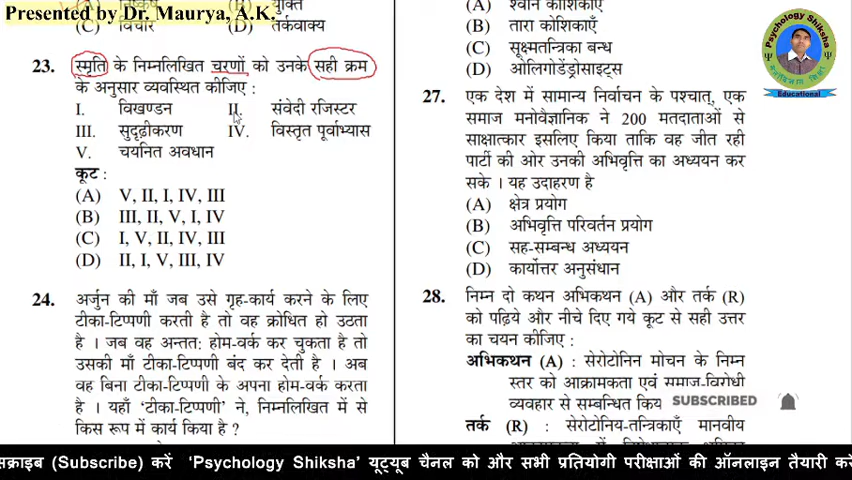 Presented by Dr. Maurya, A.K.
(A) निष्कर्ष (B) युक्ति
(C) विचार (D) तर्कवाक्य
23. स्मृति के निम्नलिखित चरणों को उनके सही क्रम
के अनुसार व्यवस्थित कीजिए :
I. विखण्डन II. संवेदी रजिस्टर
III. सुदृढ़ीकरण IV. विस्तृत पूर्वाभ्यास
V. चयनित अवधान
कूट :
(A) V, II, I, IV, III
(B) III, II, V, I, IV
(C) I, V, II, IV, III
(D) II, I, V, III, IV
24. अर्जुन की माँ जब उसे गृह-कार्य करने के लिए
टीका-टिप्पणी करती है तो वह क्रोधित हो उठता
है । जब वह अन्तत: होम-वर्क कर चुकता है तो
उसकी माँ टीका-टिप्पणी बंद कर देती है । अब
वह बिना टीका-टिप्पणी के अपना होम-वर्क करता
है । यहाँ ‘टीका-टिप्पणी’ ने, निम्नलिखित में से
किस रूप में कार्य किया है ?
(A) श्वान कोशिकाएँ
(B) तारा कोशिकाएँ
(C) सूक्ष्मतन्त्रिका बन्ध
(D) ओलिगोडेंड्रोसाइट्स
27. एक देश में सामान्य निर्वाचन के पश्चात्, एक
समाज मनोवैज्ञानिक ने 200 मतदाताओं से
साक्षात्कार इसलिए किया ताकि वह जीत रही
पार्टी की ओर उनकी अभिवृत्ति का अध्ययन कर
सके । यह उदाहरण है
(A) क्षेत्र प्रयोग
(B) अभिवृत्ति परिवर्तन प्रयोग
(C) सह-सम्बन्ध अध्ययन
(D) कार्योत्तर अनुसंधान
28. निम्न दो कथन अभिकथन (A) और तर्क (R)
को पढ़िये और नीचे दिए गये कूट से सही उत्तर
का चयन कीजिए :
अभिकथन (A) : सेरोटोनिन मोचन के निम्न
स्तर को आक्रामकता एवं समाज-विरोधी
व्यवहार से सम्बन्धित किय
तर्क (R) : सेरोटोनिय-तन्त्रिकाएँ मानवीय
Psychology Shiksha
Educational
SUBSCRIBED
सक्राइब (Subscribe) करें ‘Psychology Shiksha’ यूट्यूब चैनल को और सभी प्रतियोगी परीक्षाओं की ऑनलाइन तैयारी करें